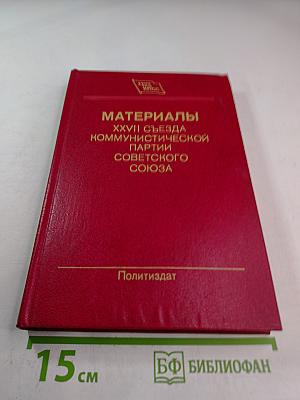 МАТЕРИАЛЫ
XXVII СЪЕЗДА
КОММУНИСТИЧЕСКОЙ
ПАРТИИ
СОВЕТСКОГО
СОЮЗА
Политиздат
15 см
БФ БИБЛИОФАН